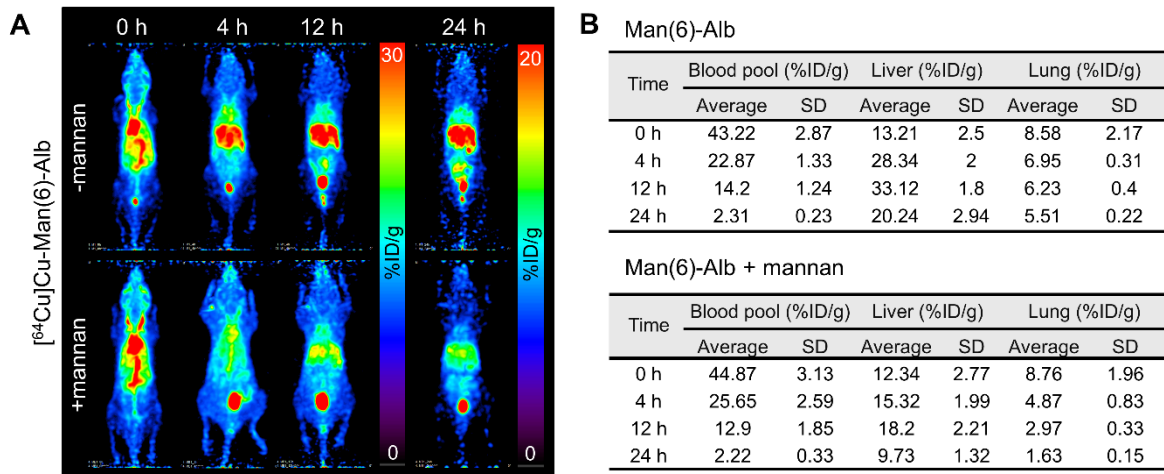 A
0 h 4 h 12 h 24 h
-mannan
+mannan
[⁶⁴Cu]Cu-Man(6)-Alb
30
%ID/g
0
20
%ID/g
0
B
Man(6)-Alb
Time Blood pool (%ID/g) Liver (%ID/g) Lung (%ID/g)
Average SD Average SD Average SD
0 h 43.22 2.87 13.21 2.5 8.58 2.17
4 h 22.87 1.33 28.34 2 6.95 0.31
12 h 14.2 1.24 33.12 1.8 6.23 0.4
24 h 2.31 0.23 20.24 2.94 5.51 0.22
Man(6)-Alb + mannan
Time Blood pool (%ID/g) Liver (%ID/g) Lung (%ID/g)
Average SD Average SD Average SD
0 h 44.87 3.13 12.34 2.77 8.76 1.96
4 h 25.65 2.59 15.32 1.99 4.87 0.83
12 h 12.9 1.85 18.2 2.21 2.97 0.33
24 h 2.22 0.33 9.73 1.32 1.63 0.15